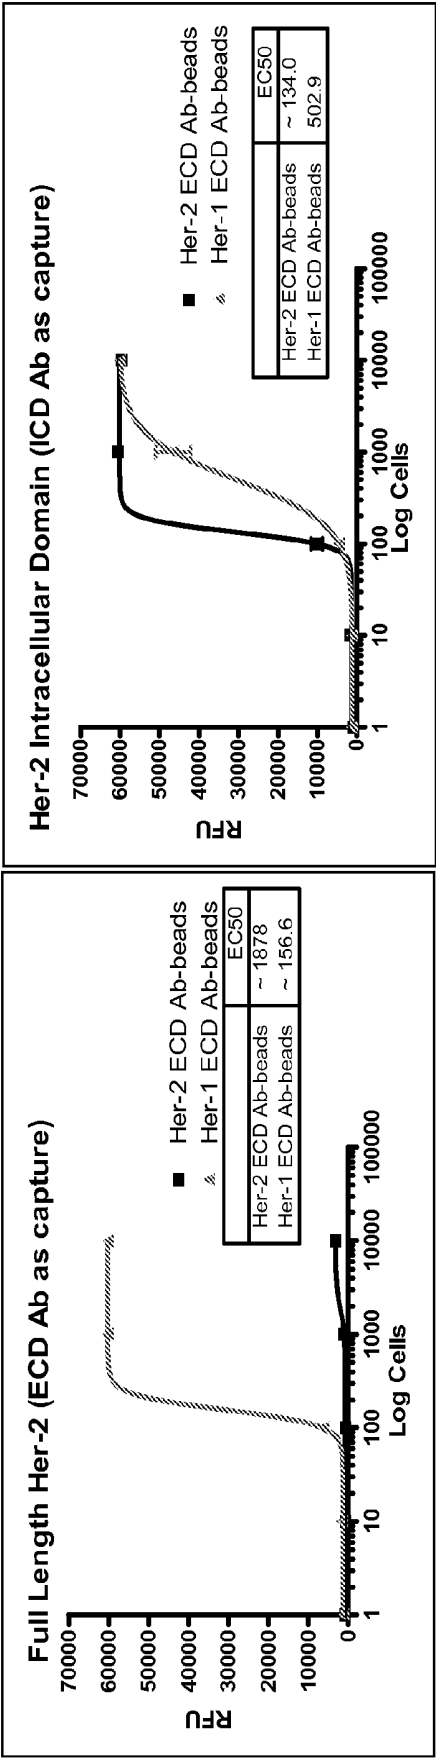 Full Length Her-2 (ECD Ab as capture)
70000
60000
50000
40000
30000
20000
10000
0
RFU
1
10
100
1000
10000
100000
Log Cells
Her-2 ECD Ab-beads
Her-1 ECD Ab-beads
EC50
Her-2 ECD Ab-beads ~ 1878
Her-1 ECD Ab-beads ~ 156.6
Her-2 Intracellular Domain (ICD Ab as capture)
70000
60000
50000
40000
30000
20000
10000
0
RFU
1
10
100
1000
10000
100000
Log Cells
Her-2 ECD Ab-beads
Her-1 ECD Ab-beads
EC50
Her-2 ECD Ab-beads ~ 134.0
Her-1 ECD Ab-beads 502.9